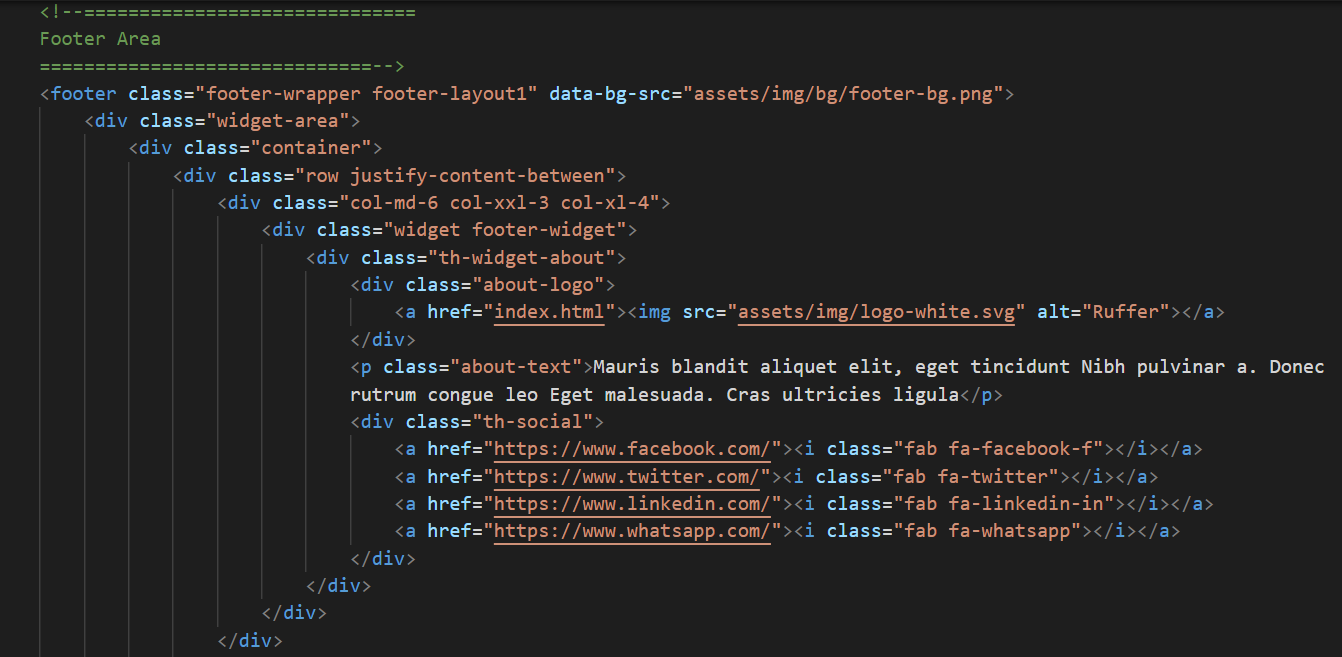 <!--==============================
Footer Area
==============================-->
<footer class="footer-wrapper footer-layout1" data-bg-src="assets/img/bg/footer-bg.png">
<div class="widget-area">
<div class="container">
<div class="row justify-content-between">
<div class="col-md-6 col-xxl-3 col-xl-4">
<div class="widget footer-widget">
<div class="th-widget-about">
<div class="about-logo">
<a href="index.html"><img src="assets/img/logo-white.svg" alt="Ruffer"></a>
</div>
<p class="about-text">Mauris blandit aliquet elit, eget tincidunt Nibh pulvinar a. Donec
rutrum congue leo Eget malesuada. Cras ultricies ligula</p>
<div class="th-social">
<a href="https://www.facebook.com/"><i class="fab fa-facebook-f"></i></a>
<a href="https://www.twitter.com/"><i class="fab fa-twitter"></i></a>
<a href="https://www.linkedin.com/"><i class="fab fa-linkedin-in"></i></a>
<a href="https://www.whatsapp.com/"><i class="fab fa-whatsapp"></i></a>
</div>
</div>
</div>
</div>